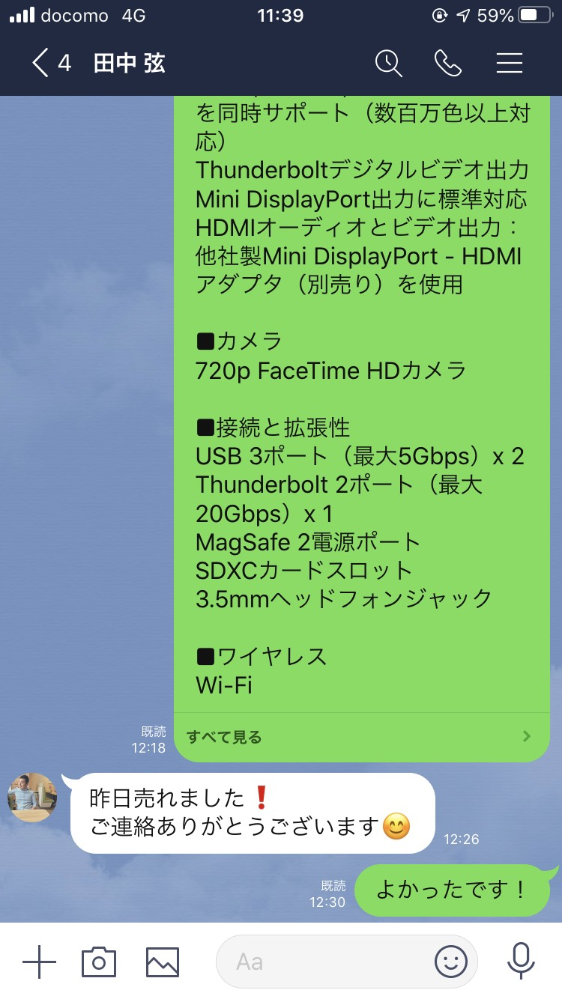 docomo 4G 11:39 59%
4 田中 弦
を同時サポート（数百万色以上対
応）
Thunderboltデジタルビデオ出力
Mini DisplayPort出力に標準対応
HDMIオーディオとビデオ出力：
他社製Mini DisplayPort - HDMI
アダプタ（別売り）を使用
■カメラ
720p FaceTime HDカメラ
■接続と拡張性
USB 3ポート（最大5Gbps）x 2
Thunderbolt 2ポート（最大
20Gbps）x 1
MagSafe 2電源ポート
SDXCカードスロット
3.5mmヘッドフォンジャック
■ワイヤレス
Wi-Fi
すべて見る
既読
12:18
昨日売れました❗
ご連絡ありがとうございます😊
12:26
よかったです！
既読
12:30
Aa